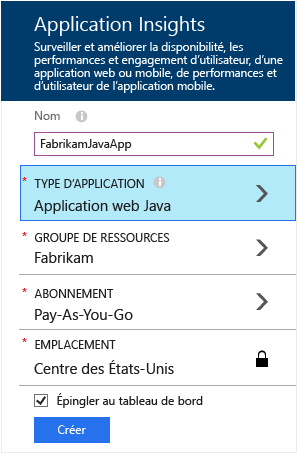 Application Insights
Surveiller et améliorer la disponibilité, les
performances et engagement d'utilisateur, d'une
application web ou mobile, de performances et
d'utilisateur de l'application mobile.
Nom
FabrikamJavaApp
* TYPE D'APPLICATION
Application web Java
* GROUPE DE RESSOURCES
Fabrikam
* ABONNEMENT
Pay-As-You-Go
* EMPLACEMENT
Centre des États-Unis
Épingler au tableau de bord
Créer